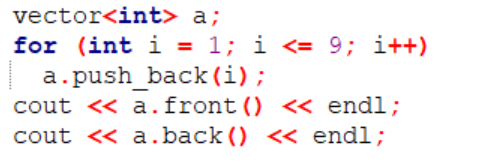 vector<int> a;
for (int i = 1; i <= 9; i++)
  a.push_back(i);
cout << a.front() << endl;
cout << a.back() << endl;